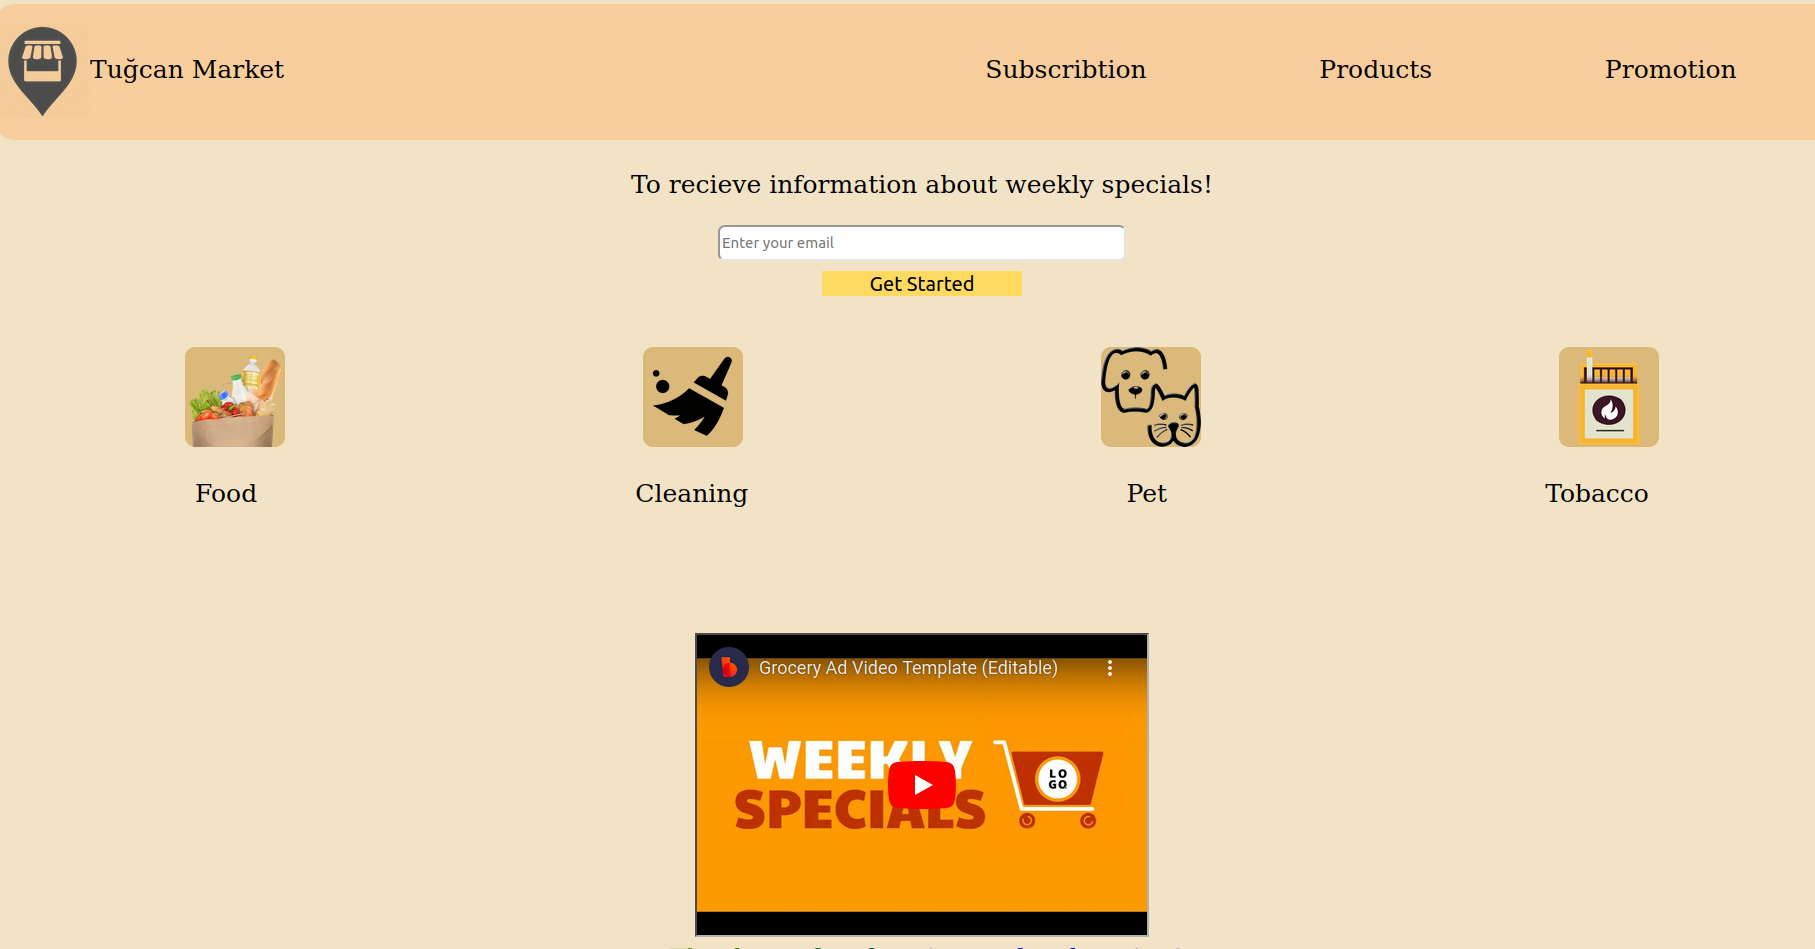 Tuğcan Market
Subscribtion
Products
Promotion
To recieve information about weekly specials!
Enter your email
Get Started
Food
Cleaning
Pet
Tobacco
Grocery Ad Video Template (Editable)
WEEKLY
SPECIALS
LO
GO